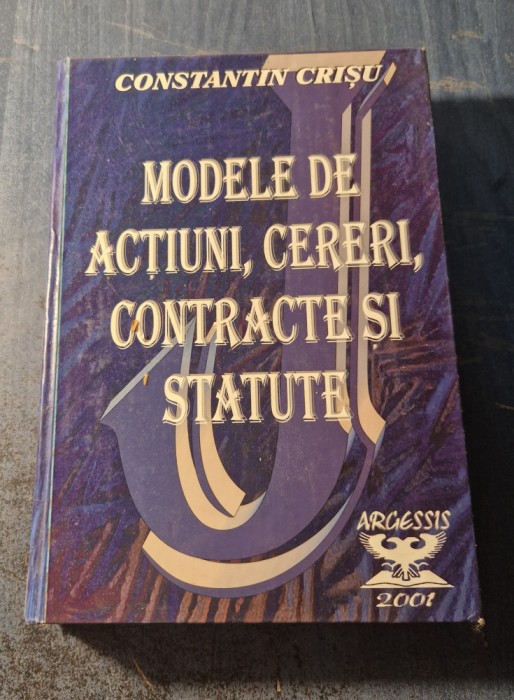 CONSTANTIN CRIȘU
MODELE DE
ACȚIUNI, CERERI,
CONTRACTE ȘI
STATUTE
ARGESSIS
2001